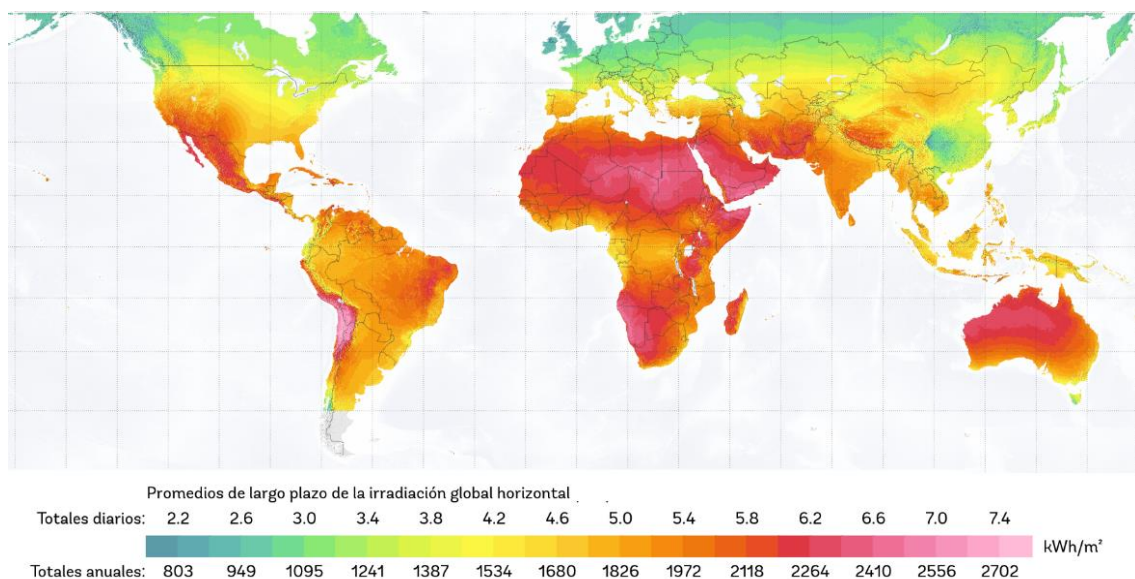 Promedios de largo plazo de la irradiación global horizontal
Totales diarios: 2.2 2.6 3.0 3.4 3.8 4.2 4.6 5.0 5.4 5.8 6.2 6.6 7.0 7.4
kWh/m²
Totales anuales: 803 949 1095 1241 1387 1534 1680 1826 1972 2118 2264 2410 2556 2702